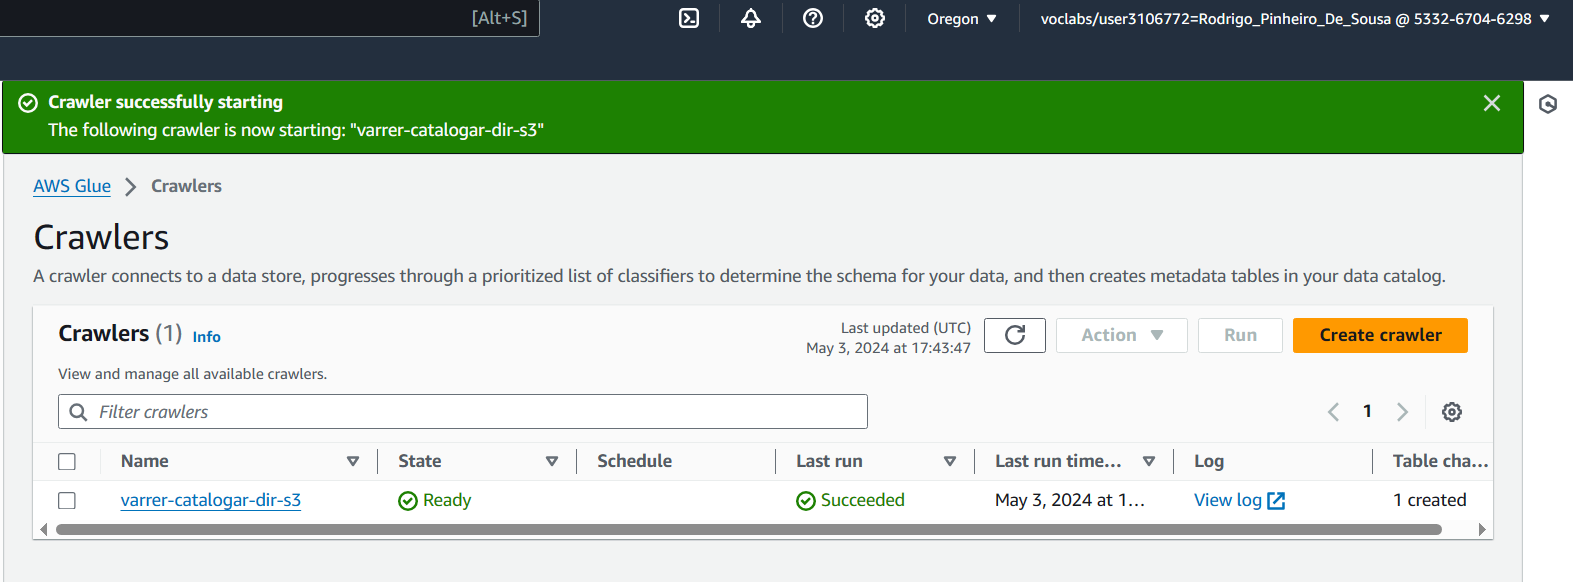 [Alt+S]
Oregon ▼
voclabs/user3106772=Rodrigo_Pinheiro_De_Sousa @ 5332-6704-6298 ▼
Crawler successfully starting
The following crawler is now starting: "varrer-catalogar-dir-s3"
AWS Glue > Crawlers
Crawlers
A crawler connects to a data store, progresses through a prioritized list of classifiers to determine the schema for your data, and then creates metadata tables in your data catalog.
Crawlers (1) Info
Last updated (UTC)
May 3, 2024 at 17:43:47
Action ▼
Run
Create crawler
View and manage all available crawlers.
Filter crawlers
1
Name State Schedule Last run Last run time... Log Table cha...
varrer-catalogar-dir-s3 Ready Succeeded May 3, 2024 at 1... View log 1 created